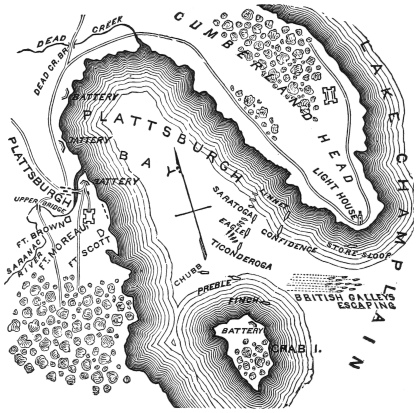 DEAD CREEK
CUMBERLAND HEAD
DEAD CR. BR.
LAKE CHAMPLAIN
BATTERY
PLATTSBURGH
BAY
BATTERY
PLATTSBURGH
BATTERY
LIGHT HOUSE
UPPER BRIDGE
LINNET
SARATOGA
FT. BROWN
EAGLE
CONFIDENCE
STORE SLOOP
SARANAC
RIVER
FT. MOREAU
FT. SCOTT
TICONDEROGA
CHUBB
PREBLE
FINCH
BRITISH GALLEYS
ESCAPING
BATTERY
CRAB I.